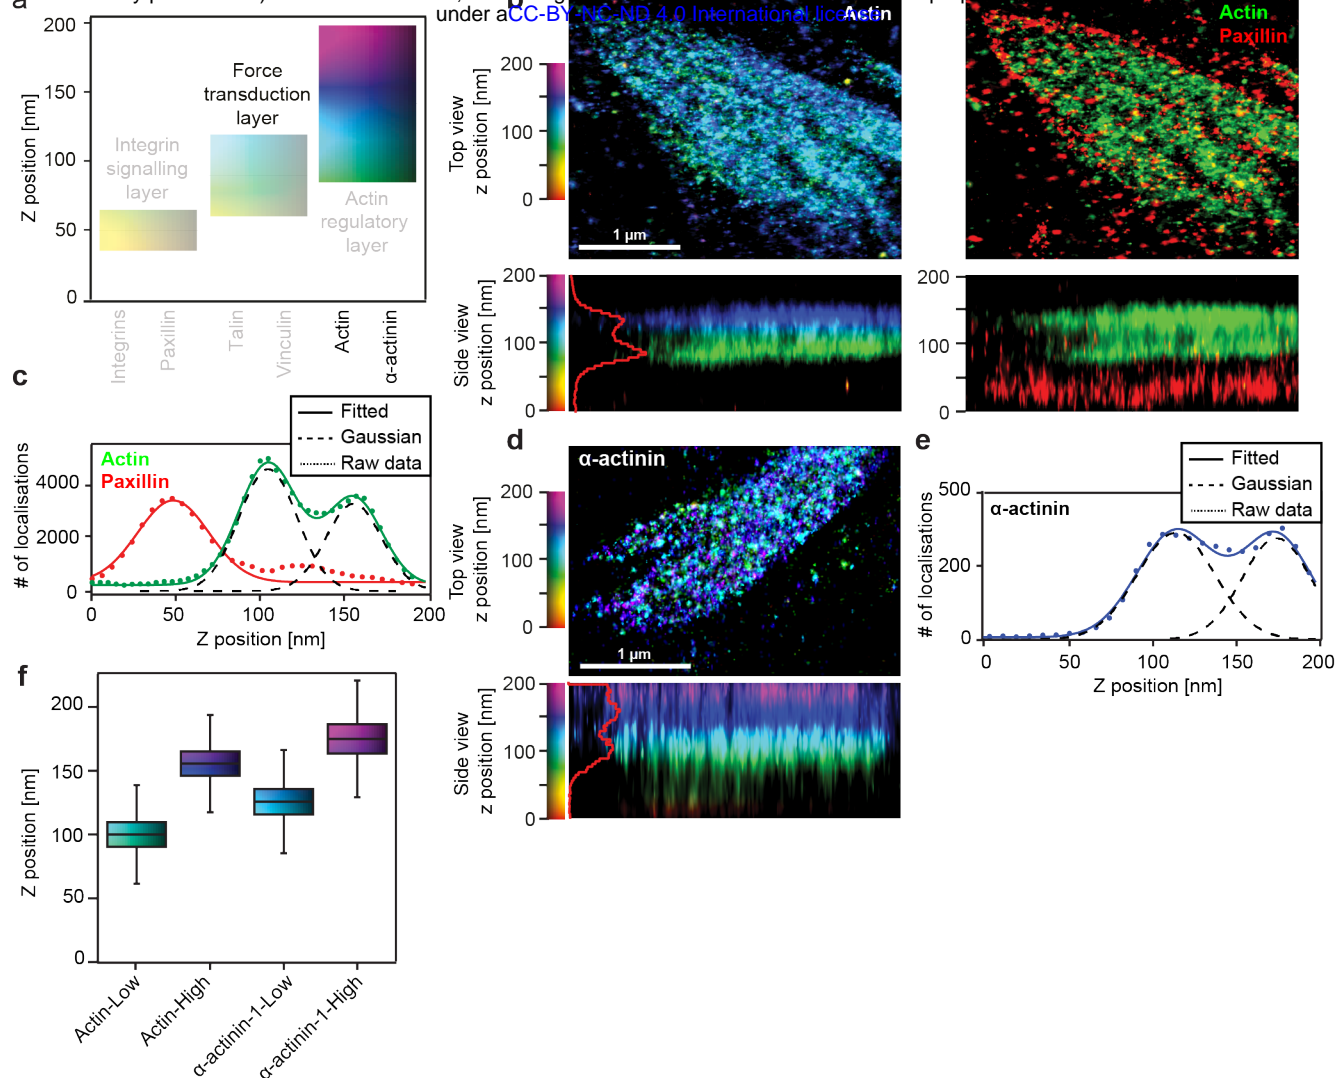 under aCC-BY-NC-ND 4.0 International license
a
200
150
100
50
0
Z position [nm]
Integrin
signalling
layer
Force
transduction
layer
Actin
regulatory
layer
Integrins
Paxillin
Talin
Vinculin
Actin
α-actinin
b
Actin
Top view
z position [nm]
200
100
0
1 µm
Actin
Paxillin
Side view
z position [nm]
200
100
0
200
100
0
c
Actin
Paxillin
Fitted
Gaussian
Raw data
# of localisations
4000
2000
0
0
50
100
150
200
Z position [nm]
d
α-actinin
Top view
z position [nm]
200
100
0
1 µm
Side view
z position [nm]
200
100
0
e
α-actinin
Fitted
Gaussian
Raw data
# of localisations
500
200
0
0
50
100
150
200
Z position [nm]
f
Z position [nm]
200
150
100
50
0
Actin-Low
Actin-High
α-actinin-1-Low
α-actinin-1-High